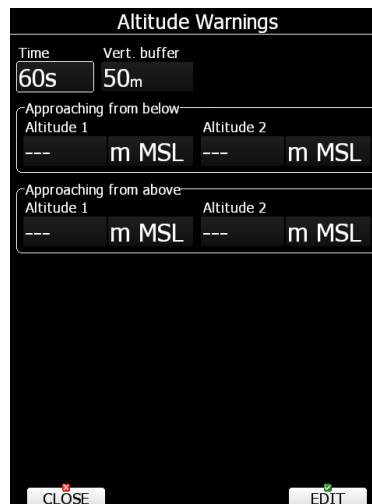 Altitude Warnings
Time Vert. buffer
60s 50m
Approaching from below
Altitude 1 Altitude 2
--- m MSL --- m MSL
Approaching from above
Altitude 1 Altitude 2
--- m MSL --- m MSL
CLOSE EDIT